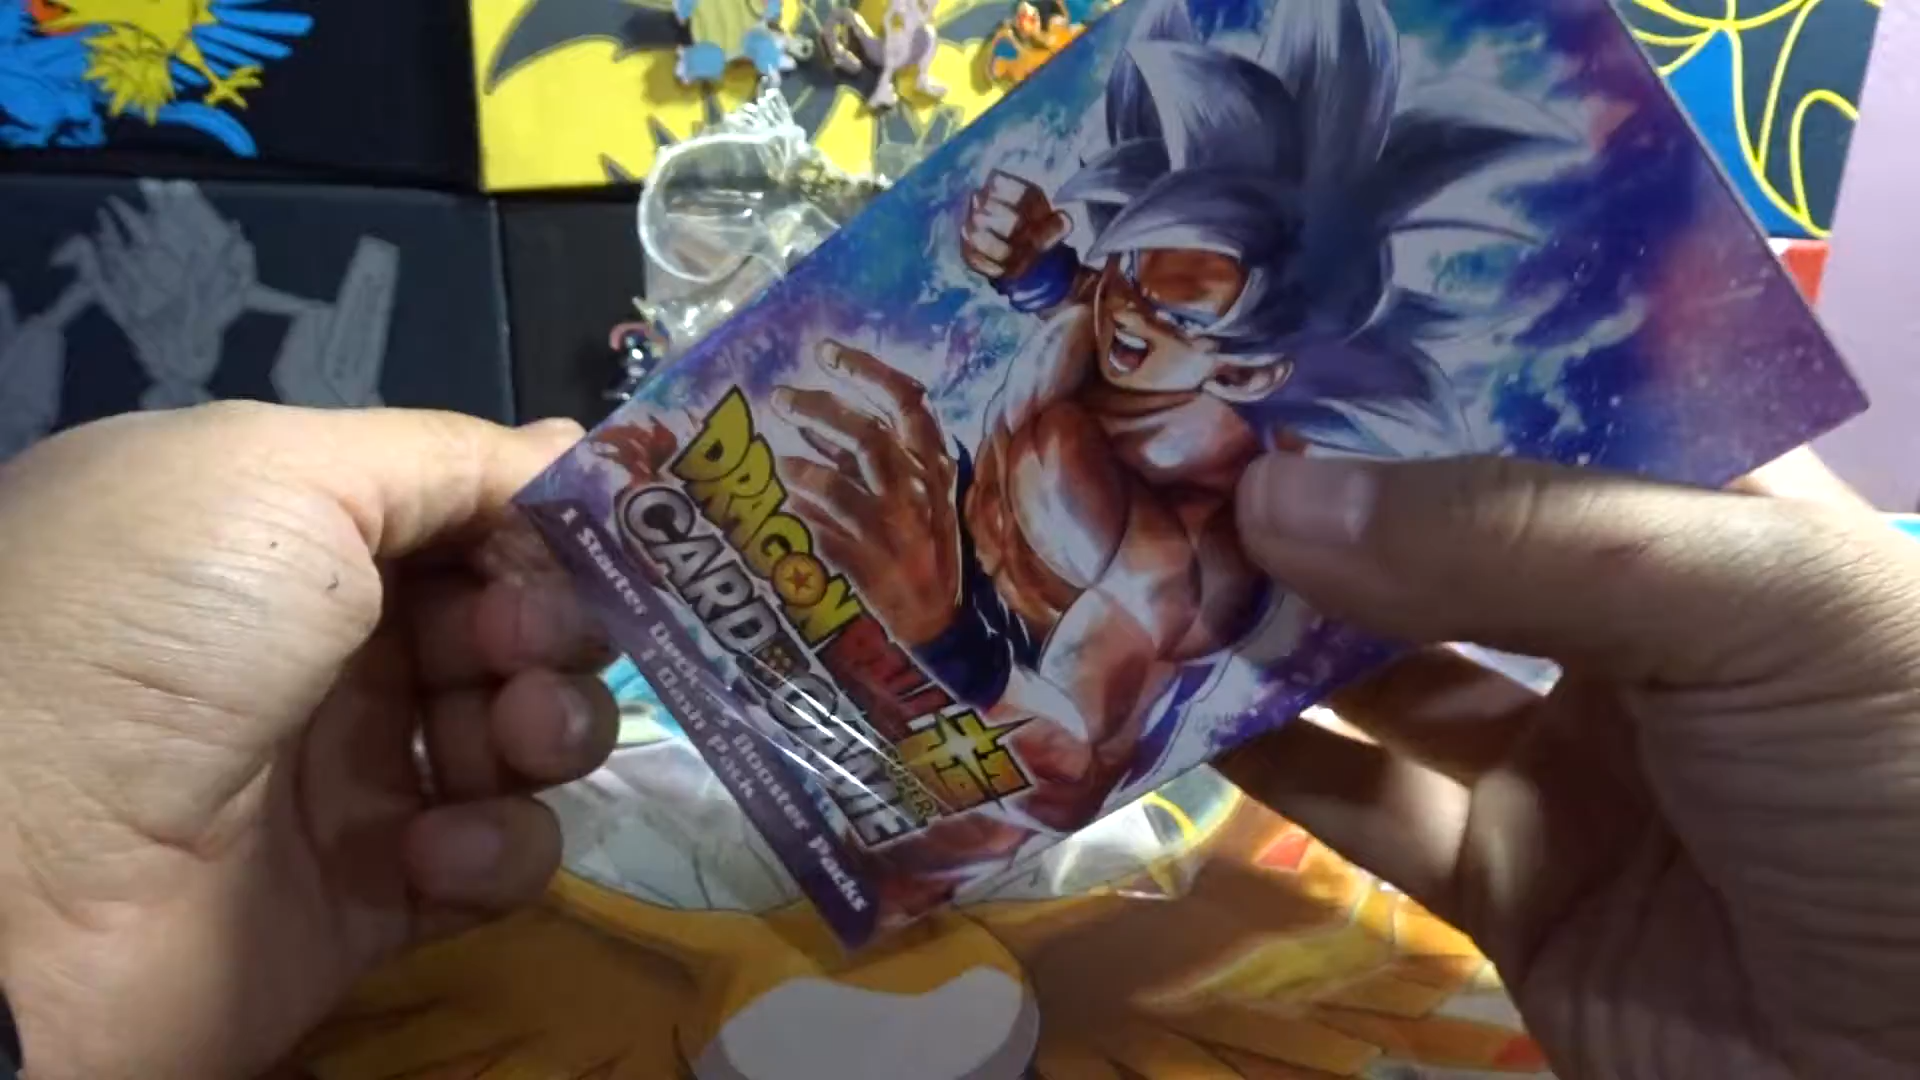 DRAGON BALL
SUPER
CARD GAME
1 Starter Deck, 5 Booster Packs
1 Dash Pack